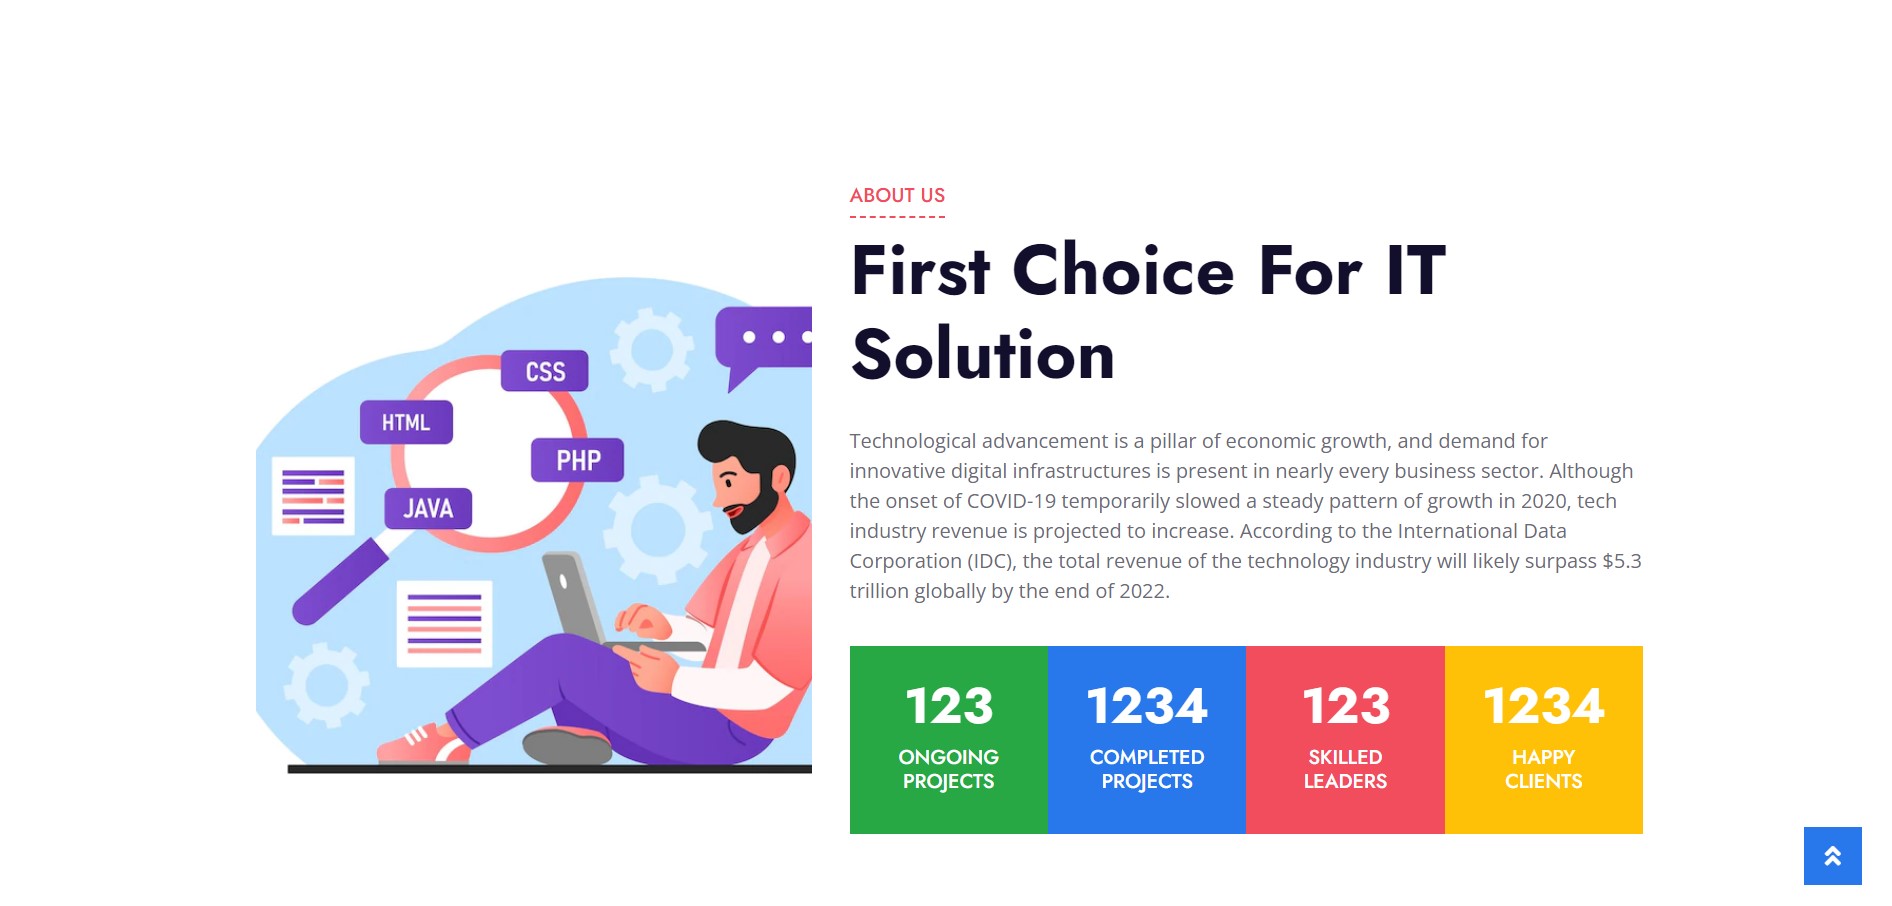 ABOUT US
First Choice For IT
Solution
CSS
HTML
PHP
JAVA
Technological advancement is a pillar of economic growth, and demand for
innovative digital infrastructures is present in nearly every business sector. Although
the onset of COVID-19 temporarily slowed a steady pattern of growth in 2020, tech
industry revenue is projected to increase. According to the International Data
Corporation (IDC), the total revenue of the technology industry will likely surpass $5.3
trillion globally by the end of 2022.
123
ONGOING
PROJECTS
1234
COMPLETED
PROJECTS
123
SKILLED
LEADERS
1234
HAPPY
CLIENTS